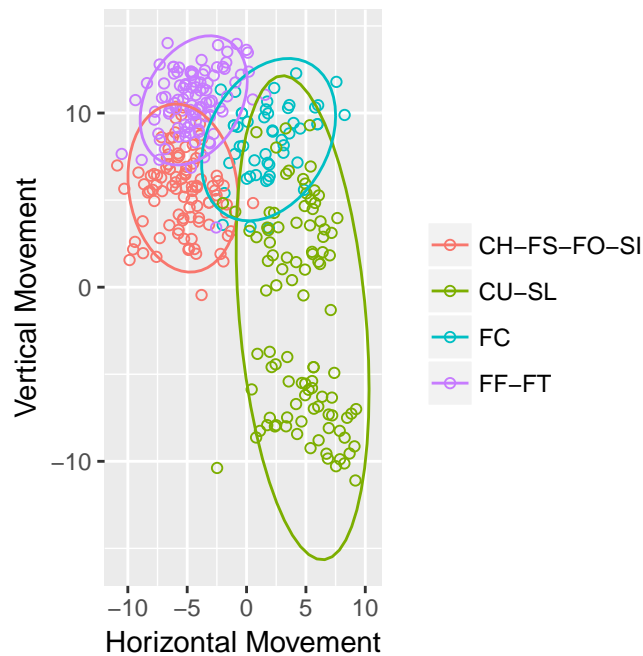 10
0
−10
−10 −5 0 5 10
Vertical Movement
Horizontal Movement
CH−FS−FO−SI
CU−SL
FC
FF−FT